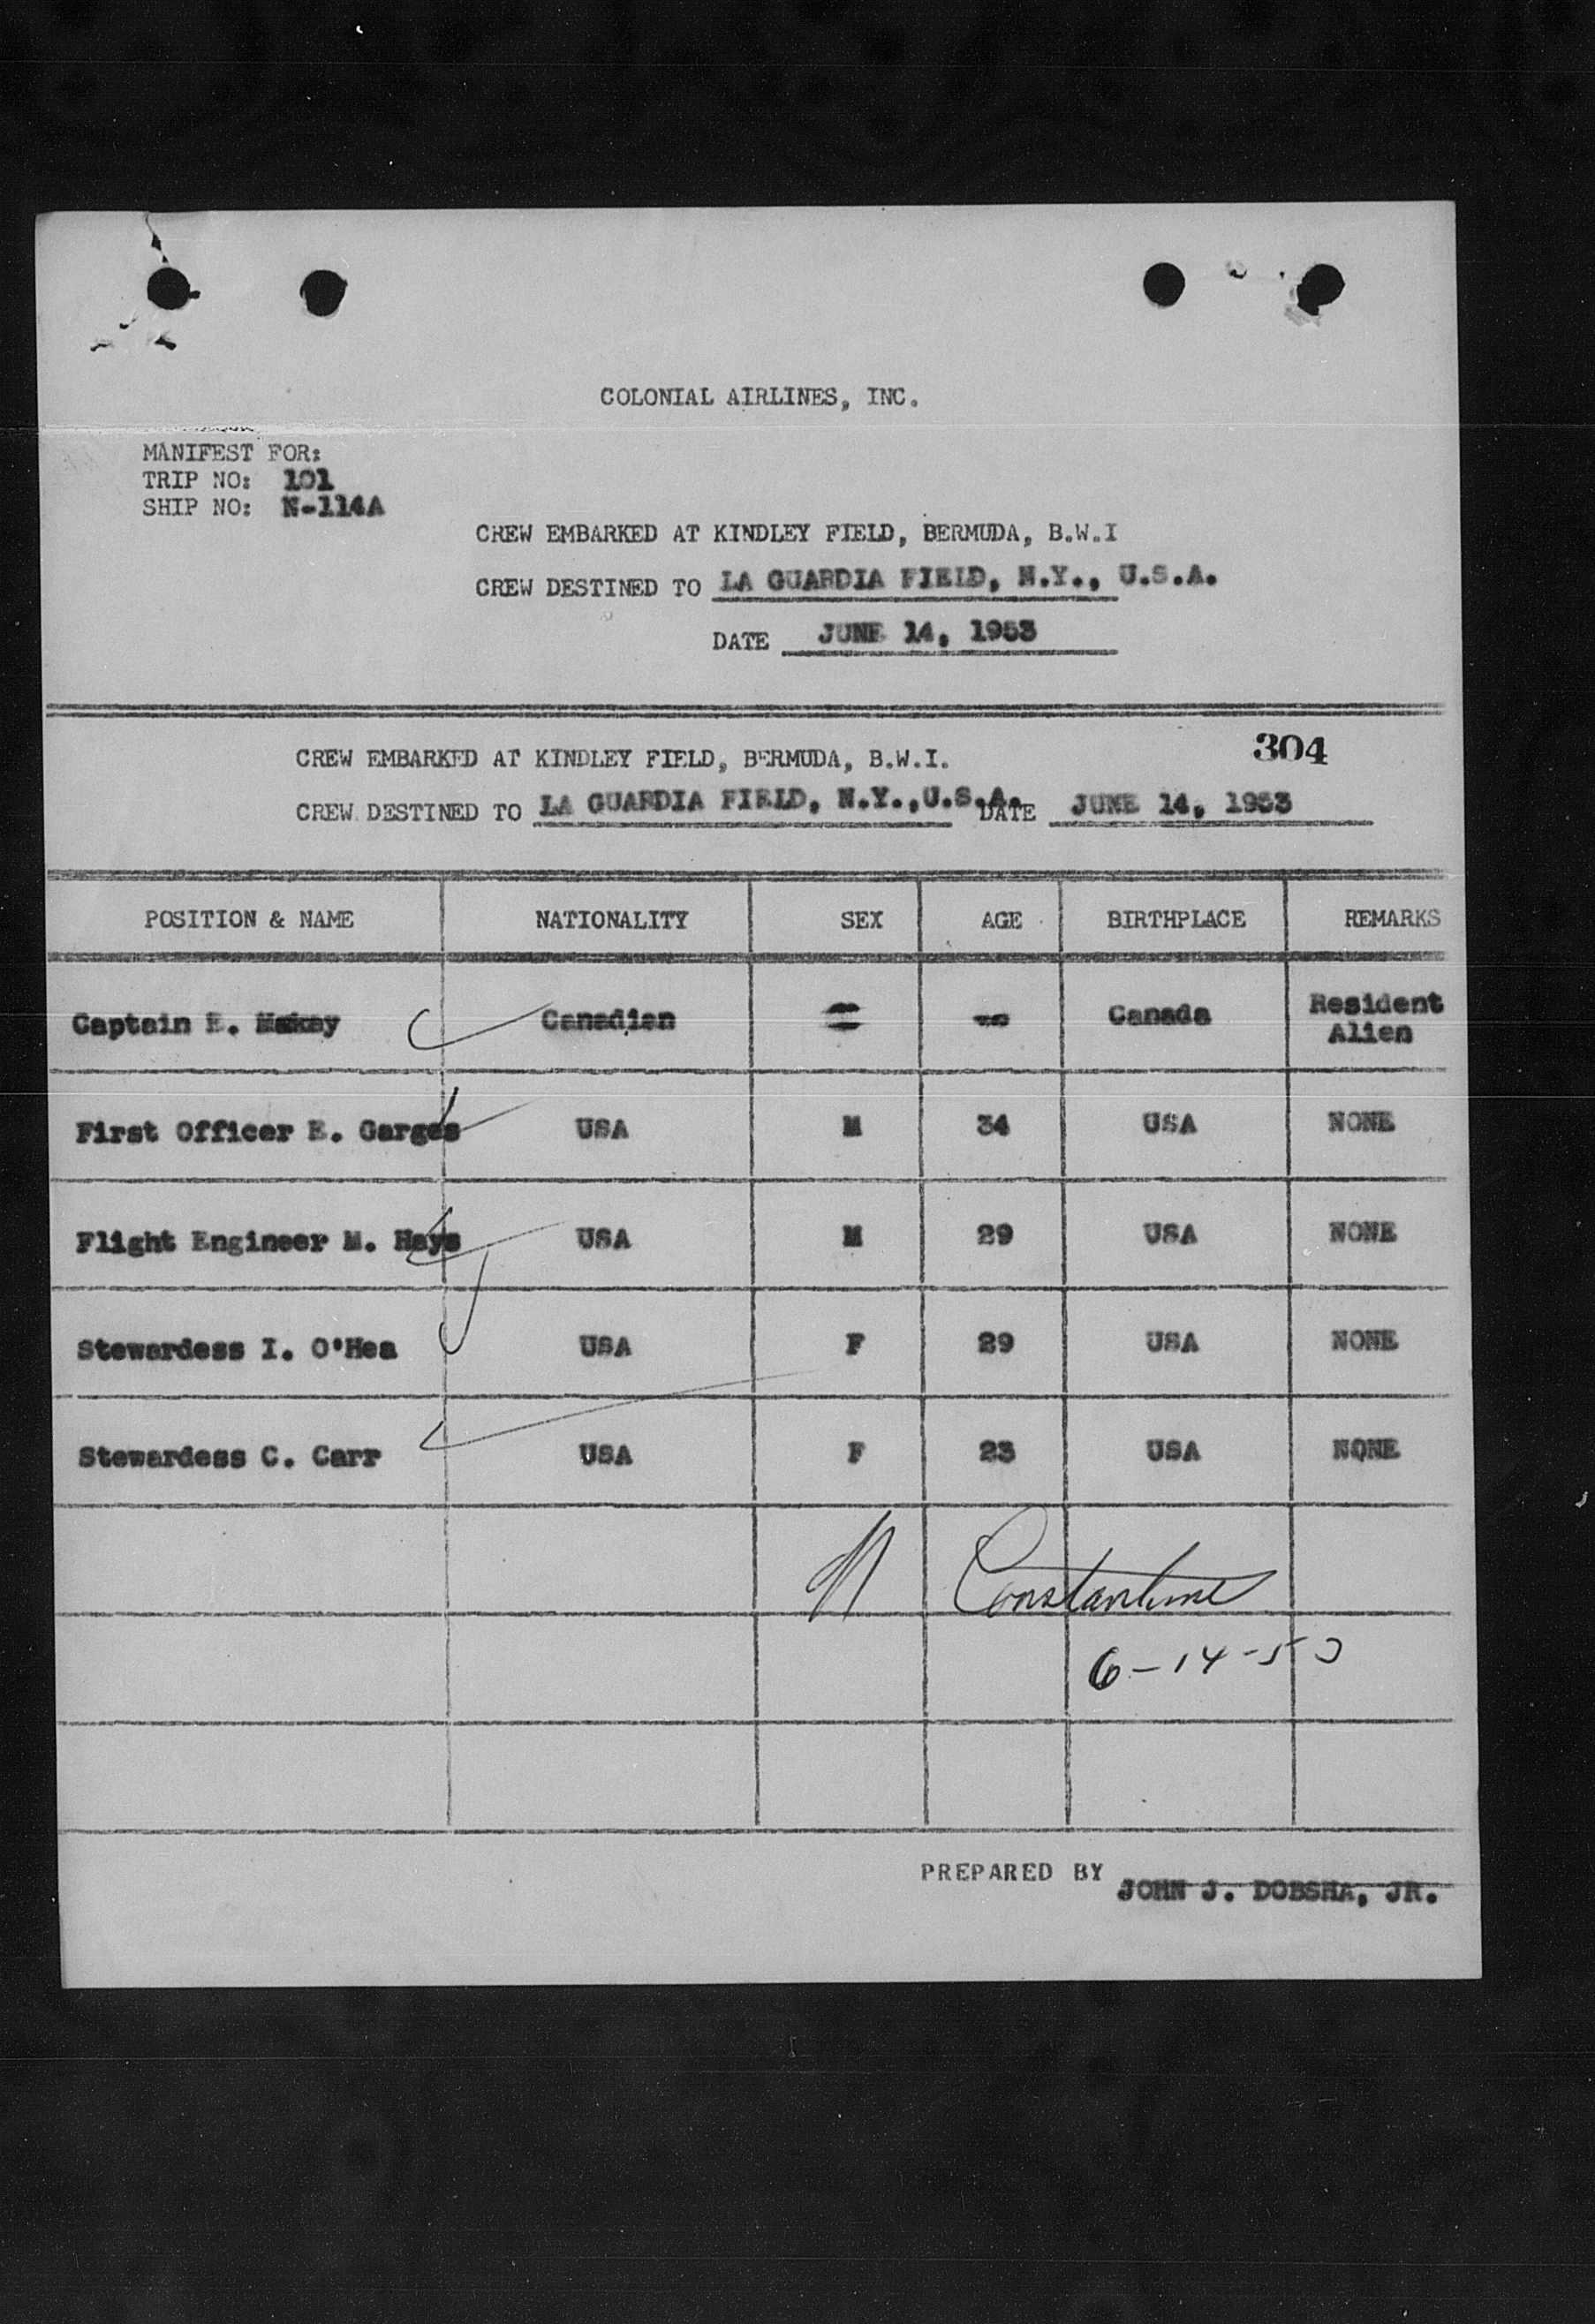 COLONIAL AIRLINES, INC.
MANIFEST FOR:
TRIP NO: 101
SHIP NO: N-114A
CREW EMBARKED AT KINDLEY FIELD, BERMUDA, B.W.I
CREW DESTINED TO LA GUARDIA FIELD, N.Y., U.S.A.
DATE JUNE 14, 1953
304
CREW EMBARKED AT KINDLEY FIELD, BERMUDA, B.W.I.
CREW DESTINED TO LA GUARDIA FIELD, N.Y.,U.S.A. DATE JUNE 14, 1953
POSITION & NAME NATIONALITY SEX AGE BIRTHPLACE REMARKS
Captain E. Canadian Canada Resident Alien
First Officer E. Garges USA M 34 USA NONE
Flight Engineer M. Hays USA M 29 USA NONE
Stewardess I. O'Hea USA F 29 USA NONE
Stewardess C. Carr USA F 23 USA NONE
Constantine
6-14-53
PREPARED BY JOHN J. DOBSHA, JR.